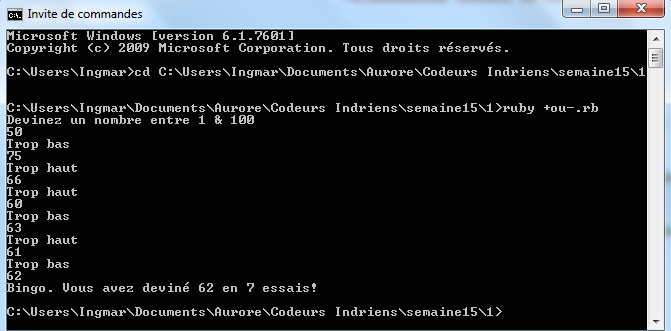 Invite de commandes
Microsoft Windows [version 6.1.7601]
Copyright (c) 2009 Microsoft Corporation. Tous droits réservés.
C:\Users\Ingmar>cd C:\Users\Ingmar\Documents\Aurore\Codeurs Indriens\semaine15\1
C:\Users\Ingmar\Documents\Aurore\Codeurs Indriens\semaine15\1>ruby +ou-.rb
Devinez un nombre entre 1 & 100
50
Trop bas
75
Trop haut
66
Trop haut
60
Trop bas
63
Trop haut
61
Trop bas
62
Bingo. Vous avez deviné 62 en 7 essais!
C:\Users\Ingmar\Documents\Aurore\Codeurs Indriens\semaine15\1>